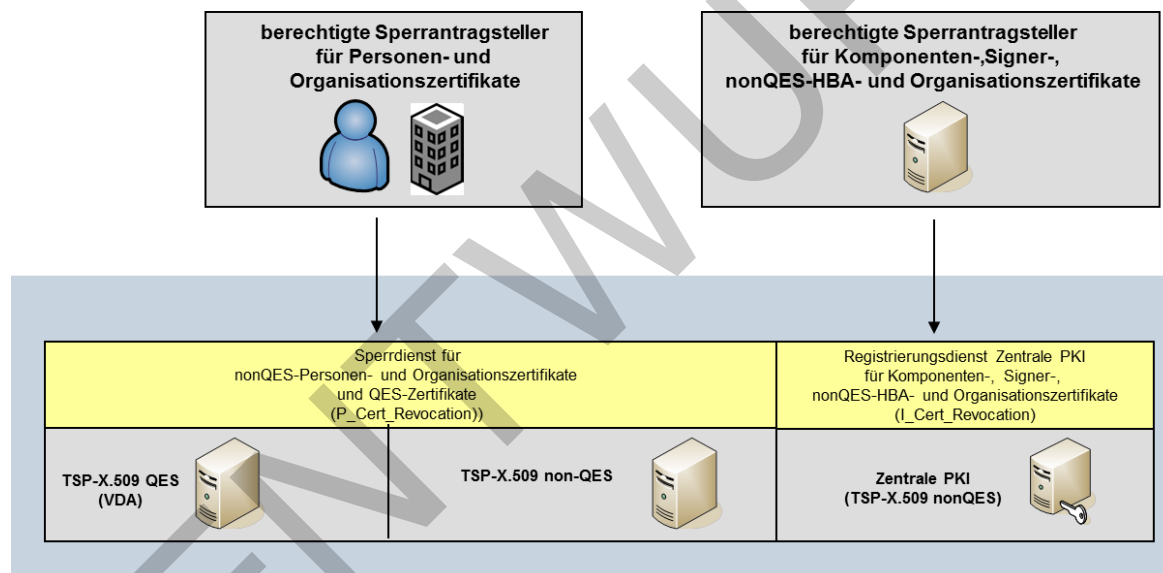 berechtigte Sperrantragsteller
für Personen- und
Organisationszertifikate
berechtigte Sperrantragsteller
für Komponenten-,Signer-,
nonQES-HBA- und Organisationszertifikate
Sperrdienst für
nonQES-Personen- und Organisationszertifikate
und QES-Zertifikate
(P_Cert_Revocation))
Registrierungsdienst Zentrale PKI
für Komponenten-, Signer-,
nonQES-HBA- und Organisationszertifikate
(I_Cert_Revocation)
TSP-X.509 QES
(VDA)
TSP-X.509 non-QES
Zentrale PKI
(TSP-X.509 nonQES)
ENTWURF